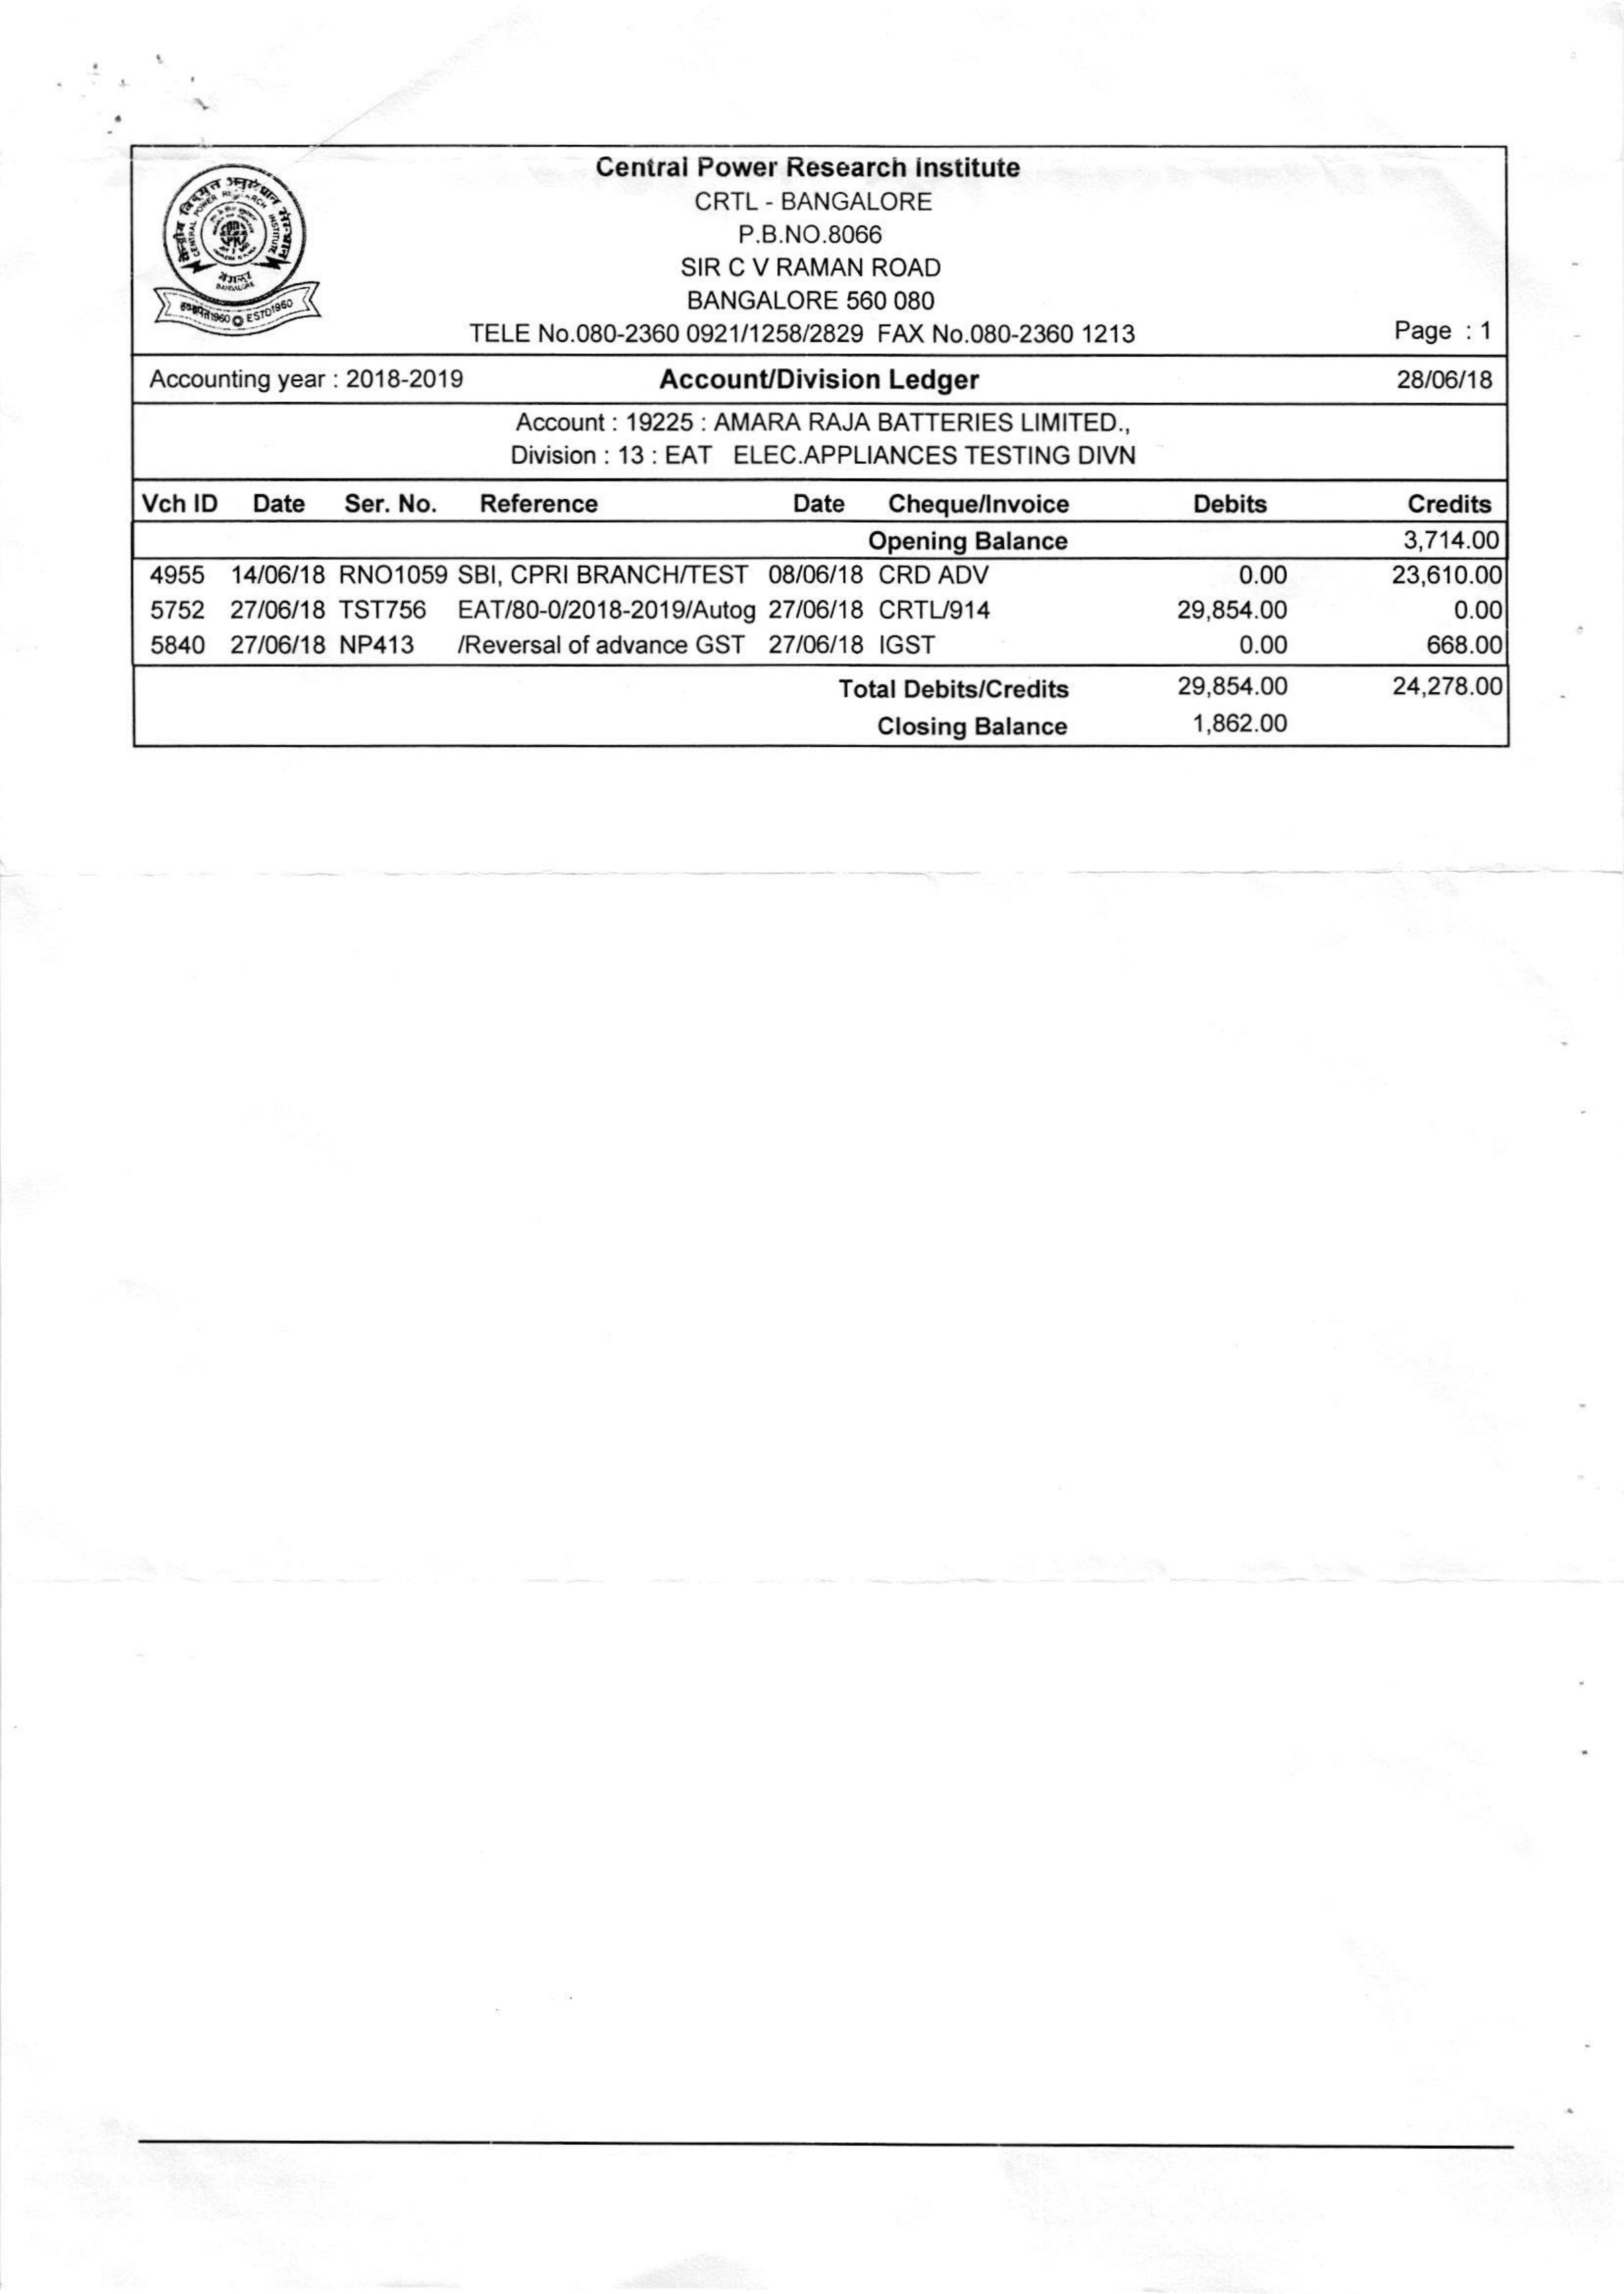 Central Power Research Institute
CRTL - BANGALORE
P.B.NO.8066
SIR C V RAMAN ROAD
BANGALORE 560 080
TELE No.080-2360 0921/1258/2829 FAX No.080-2360 1213 Page : 1
केन्द्रीय विद्युत अनुसंधान संस्थान
CENTRAL POWER RESEARCH INSTITUTE
BANGALORE
ESTD1960
Accounting year : 2018-2019 Account/Division Ledger 28/06/18
Account : 19225 : AMARA RAJA BATTERIES LIMITED.,
Division : 13 : EAT ELEC.APPLIANCES TESTING DIVN
Vch ID Date Ser. No. Reference Date Cheque/Invoice Debits Credits
Opening Balance 3,714.00
4955 14/06/18 RNO1059 SBI, CPRI BRANCH/TEST 08/06/18 CRD ADV 0.00 23,610.00
5752 27/06/18 TST756 EAT/80-0/2018-2019/Autog 27/06/18 CRTL/914 29,854.00 0.00
5840 27/06/18 NP413 /Reversal of advance GST 27/06/18 IGST 0.00 668.00
Total Debits/Credits 29,854.00 24,278.00
Closing Balance 1,862.00